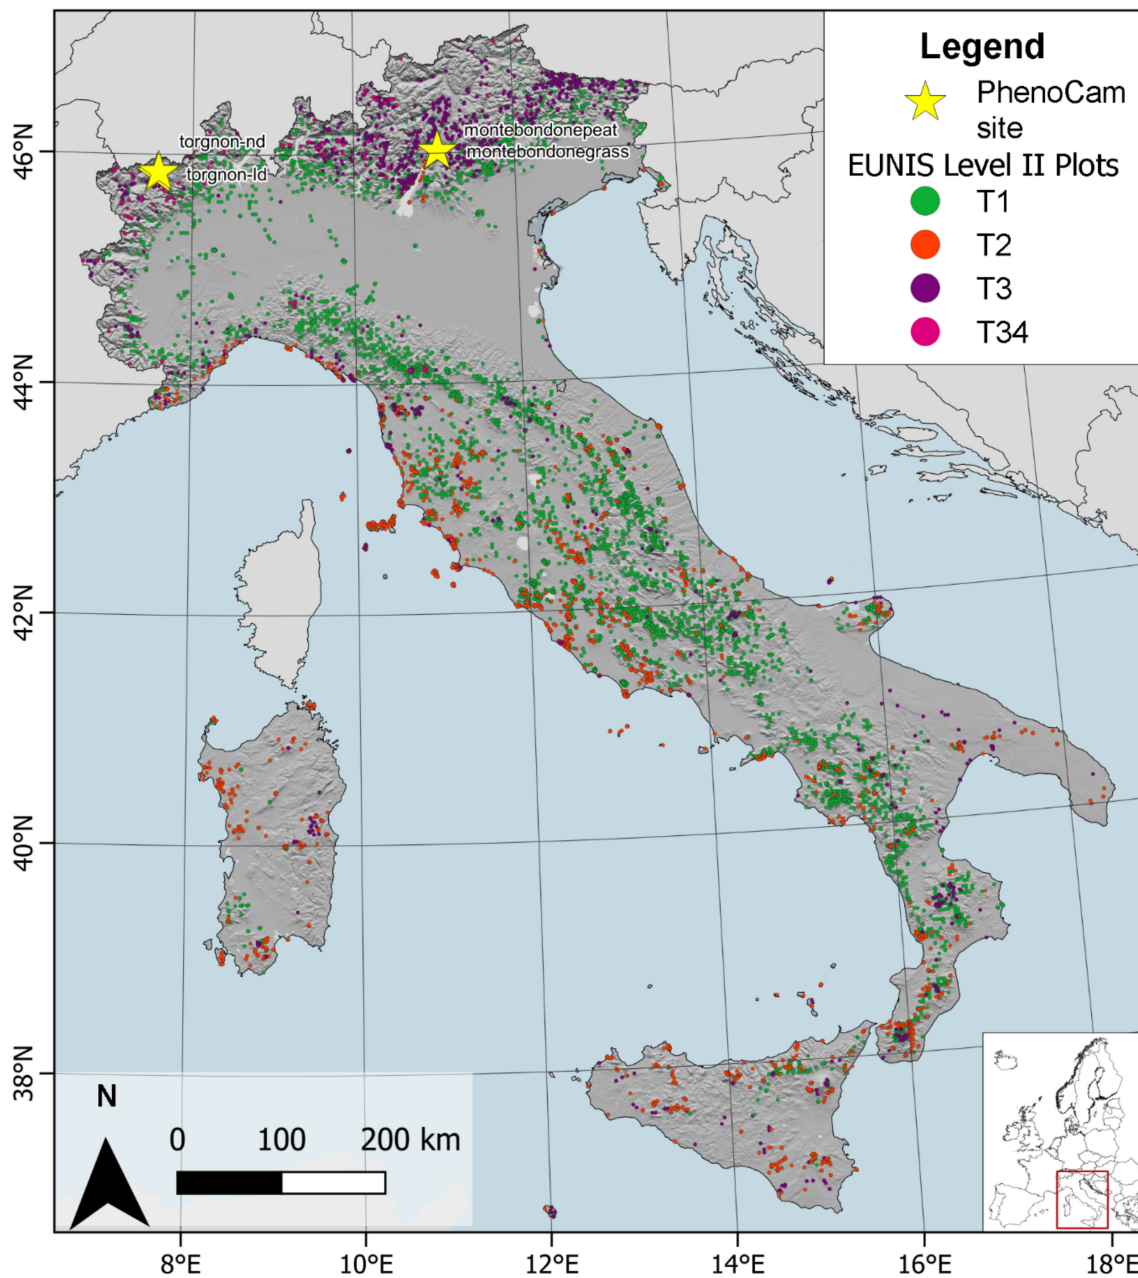 Legend
PhenoCam
site
EUNIS Level II Plots
T1
T2
T3
T34
torgnon-nd
torgnon-ld
montebondonepeat
montebondonegrass
46°N
44°N
42°N
40°N
38°N
N
0 100 200 km
8°E 10°E 12°E 14°E 16°E 18°E